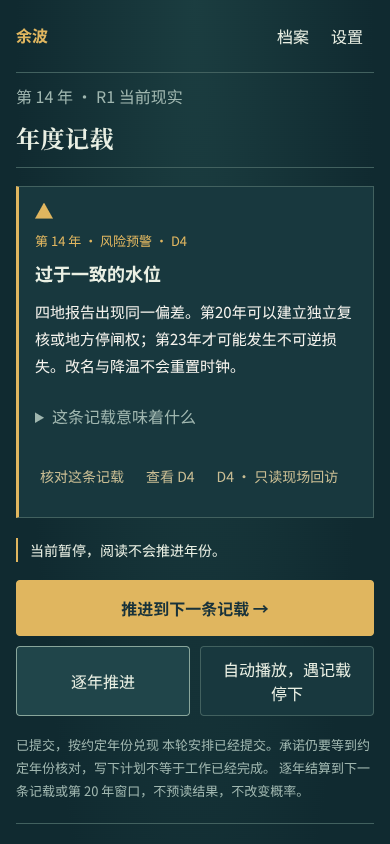 余波
档案 设置
第 14 年 · R1 当前现实
年度记载
第 14 年 · 风险预警 · D4
过于一致的水位
四地报告出现同一偏差。第20年可以建立独立复
核或地方停闸权；第23年才可能发生不可逆损
失。改名与降温不会重置时钟。
▶ 这条记载意味着什么
核对这条记载 查看 D4 D4 · 只读现场回访
当前暂停，阅读不会推进年份。
推进到下一条记载 →
逐年推进
自动播放，遇记载
停下
已提交，按约定年份兑现 本轮安排已经提交。承诺仍要等到约
定年份核对，写下计划不等于工作已经完成。 逐年结算到下一
条记载或第 20 年窗口，不预读结果，不改变概率。